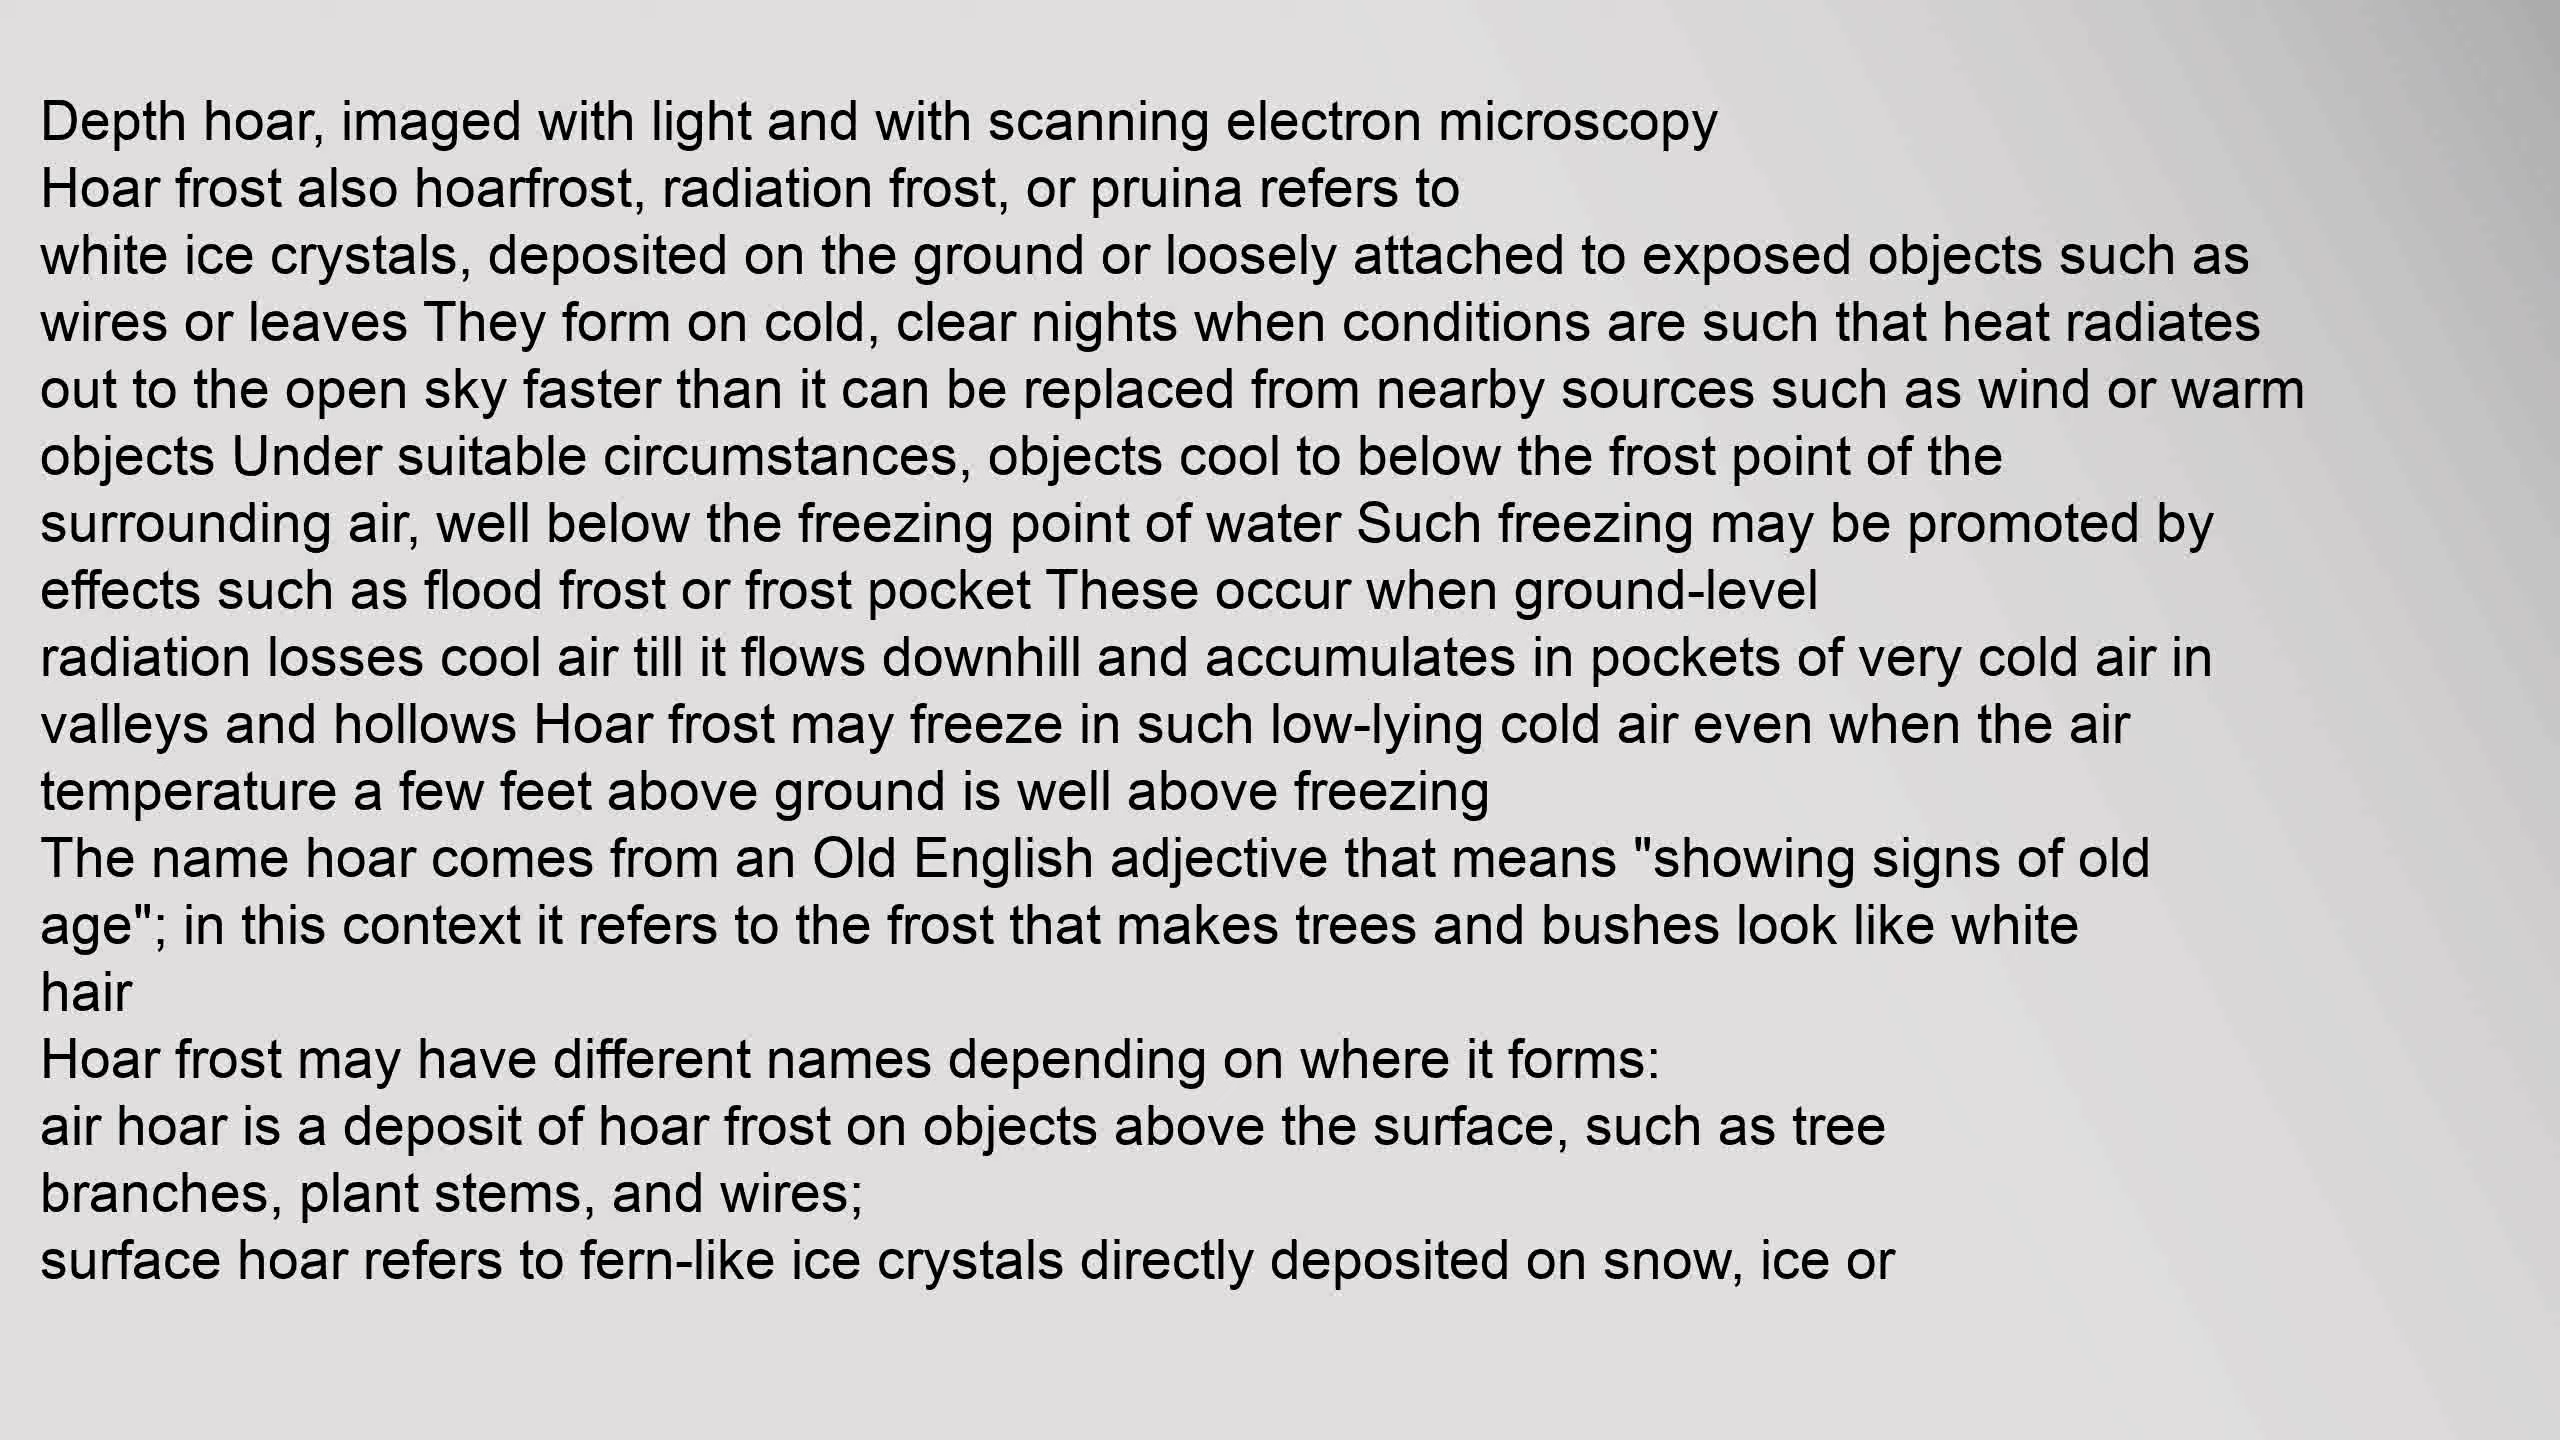 Depth hoar, imaged with light and with scanning electron microscopy
Hoar frost also hoarfrost, radiation frost, or pruina refers to
white ice crystals, deposited on the ground or loosely attached to exposed objects such as
wires or leaves They form on cold, clear nights when conditions are such that heat radiates
out to the open sky faster than it can be replaced from nearby sources such as wind or warm
objects Under suitable circumstances, objects cool to below the frost point of the
surrounding air, well below the freezing point of water Such freezing may be promoted by
effects such as flood frost or frost pocket These occur when ground-level
radiation losses cool air till it flows downhill and accumulates in pockets of very cold air in
valleys and hollows Hoar frost may freeze in such low-lying cold air even when the air
temperature a few feet above ground is well above freezing
The name hoar comes from an Old English adjective that means "showing signs of old
age"; in this context it refers to the frost that makes trees and bushes look like white
hair
Hoar frost may have different names depending on where it forms:
air hoar is a deposit of hoar frost on objects above the surface, such as tree
branches, plant stems, and wires;
surface hoar refers to fern-like ice crystals directly deposited on snow, ice or